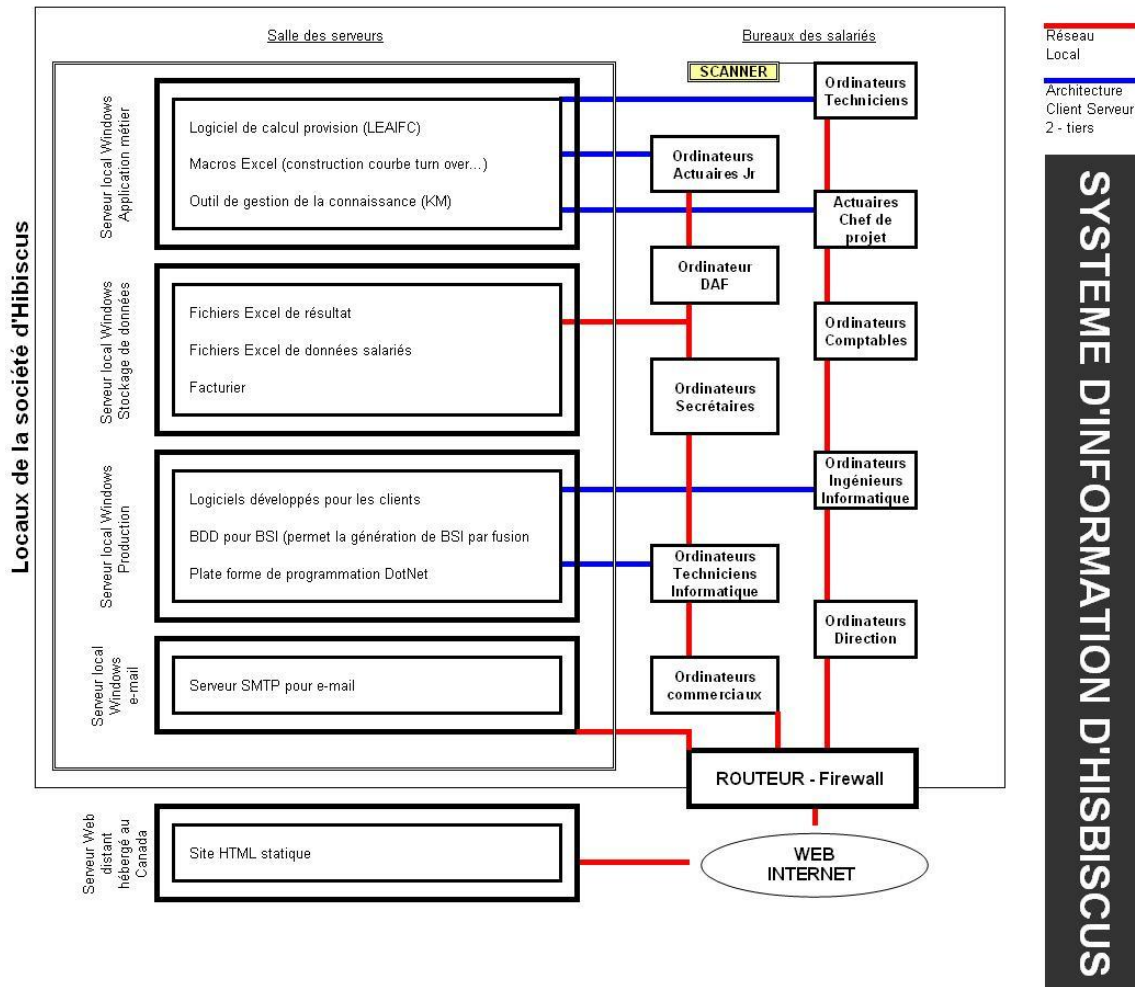 Salle des serveurs
Bureaux des salariés
Réseau
Local
Architecture
Client Serveur
2 - tiers
SYSTEME D'INFORMATION D'HISBISCUS
Locaux de la société d'Hibiscus
SCANNER
Ordinateurs
Techniciens
Serveur local Windows
Application métier
Logiciel de calcul provision (LEAIFC)
Macros Excel (construction courbe turn over...)
Outil de gestion de la connaissance (KM)
Ordinateurs
Actuaires Jr
Actuaires
Chef de
projet
Ordinateur
DAF
Serveur local Windows
Stockage de données
Fichiers Excel de résultat
Fichiers Excel de données salariés
Facturier
Ordinateurs
Comptables
Ordinateurs
Secrétaires
Serveur local Windows
Production
Logiciels développés pour les clients
BDD pour BSI (permet la génération de BSI par fusion
Plate forme de programmation DotNet
Ordinateurs
Ingénieurs
Informatique
Ordinateurs
Techniciens
Informatique
Ordinateurs
Direction
Serveur local
Windows
e-mail
Serveur SMTP pour e-mail
Ordinateurs
commerciaux
ROUTEUR - Firewall
Serveur Web
distant
hébergé au
Canada
Site HTML statique
WEB
INTERNET